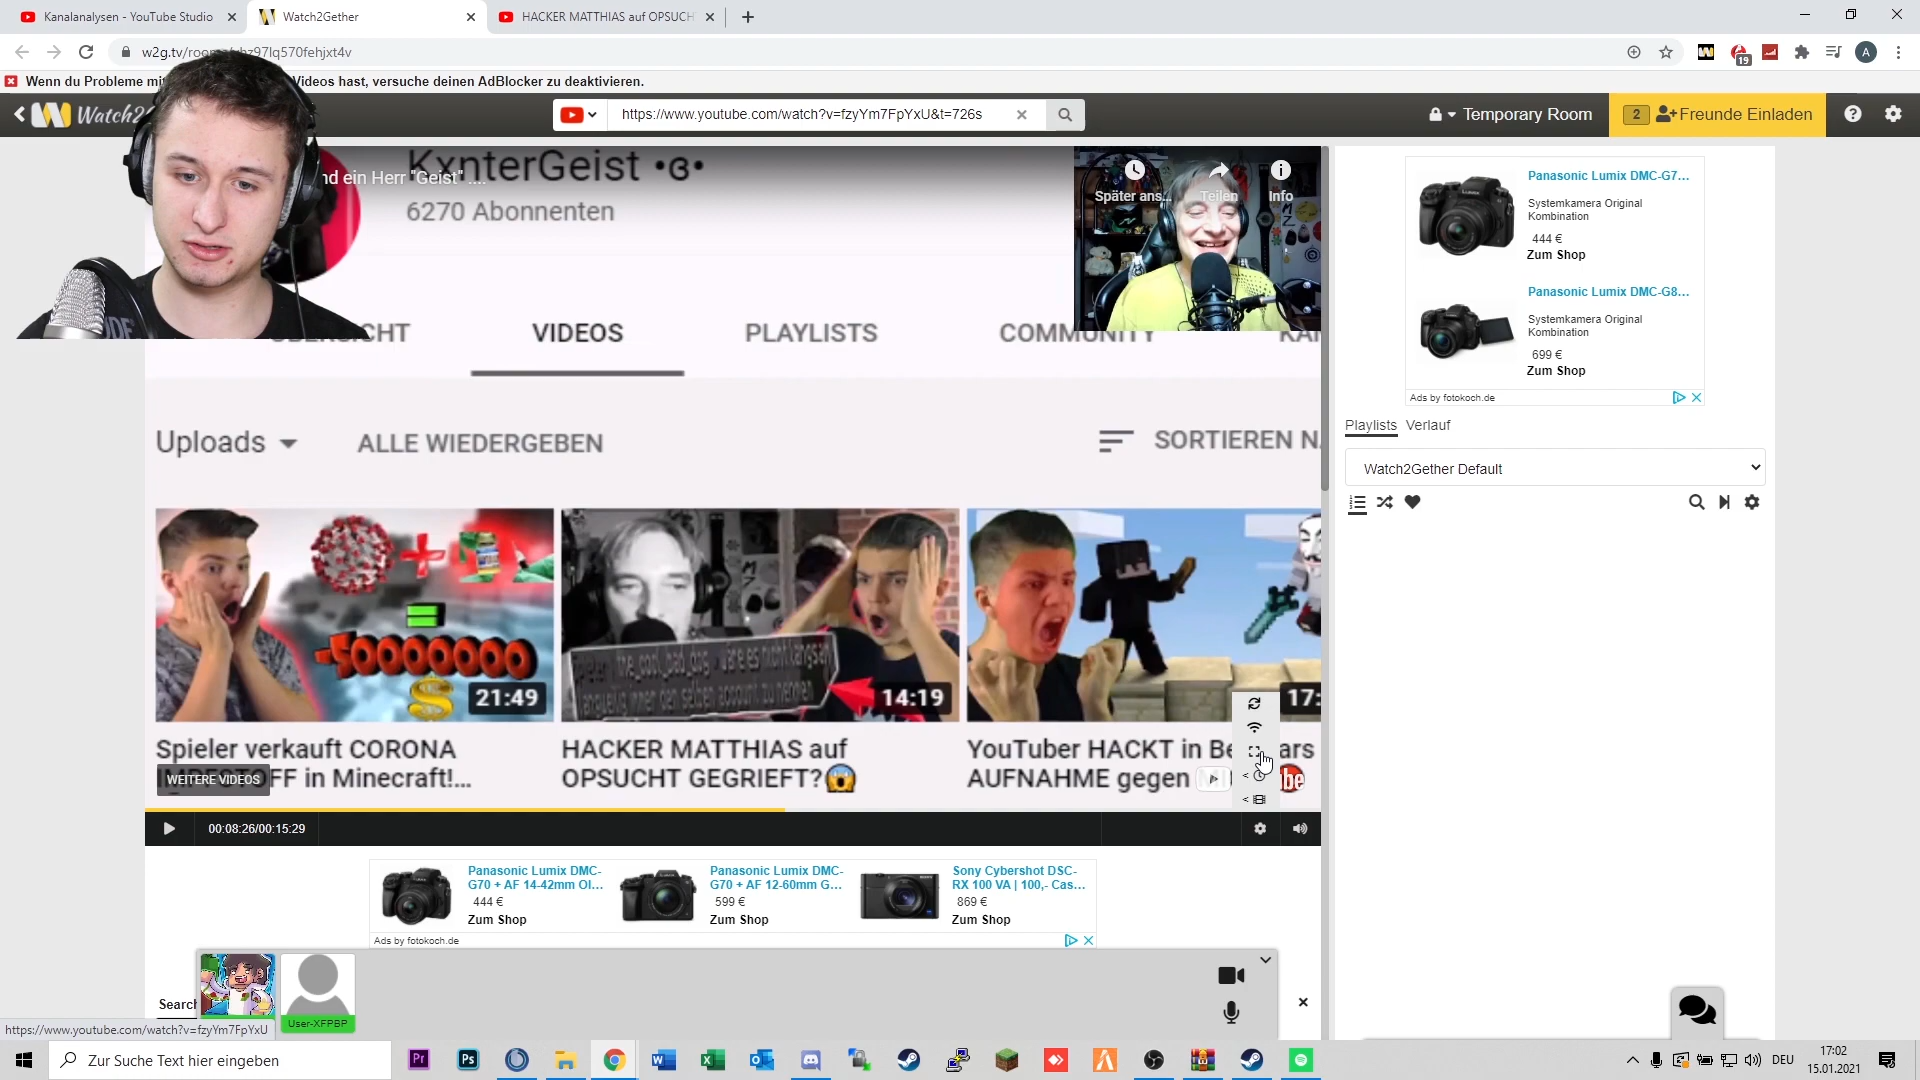 Kanalanalysen - YouTube Studio
Watch2Gether
HACKER MATTHIAS auf OPSUCH
Wenn du Probleme mi
Videos hast, versuche deinen AdBlocker zu deaktivieren.
https://www.youtube.com/watch?v=fzyYm7FpYxU&t=726s
Temporary Room
2
Freunde Einladen
19
A
KxnterGeist •ɞ•
nd ein Herr "Geist" ....
6270 Abonnenten
Später ans...
Teilen
Info
VIDEOS
PLAYLISTS
COMMUNITY
Uploads
ALLE WIEDERGEBEN
SORTIEREN NA
21:49
14:19
17:
Spieler verkauft CORONA
IMPFSTOFF in Minecraft!...
WEITERE VIDEOS
HACKER MATTHIAS auf
OPSUCHT GEGRIEFT?
YouTuber HACKT in
AUFNAHME gegen
00:08:26/00:15:29
Panasonic Lumix DMC-G7...
Systemkamera Original
Kombination
444 €
Zum Shop
Panasonic Lumix DMC-G8...
Systemkamera Original
Kombination
699 €
Zum Shop
Ads by fotokoch.de
Playlists
Verlauf
Watch2Gether Default
Panasonic Lumix DMC-
G70 + AF 14-42mm OI...
444 €
Zum Shop
Panasonic Lumix DMC-
G70 + AF 12-60mm G...
599 €
Zum Shop
Sony Cybershot DSC-
RX 100 VA | 100,- Cas...
869 €
Zum Shop
Ads by fotokoch.de
Search
User-XFPBP
https://www.youtube.com/watch?v=fzyYm7FpYxU
Zur Suche Text hier eingeben
DEU
17:02
15.01.2021